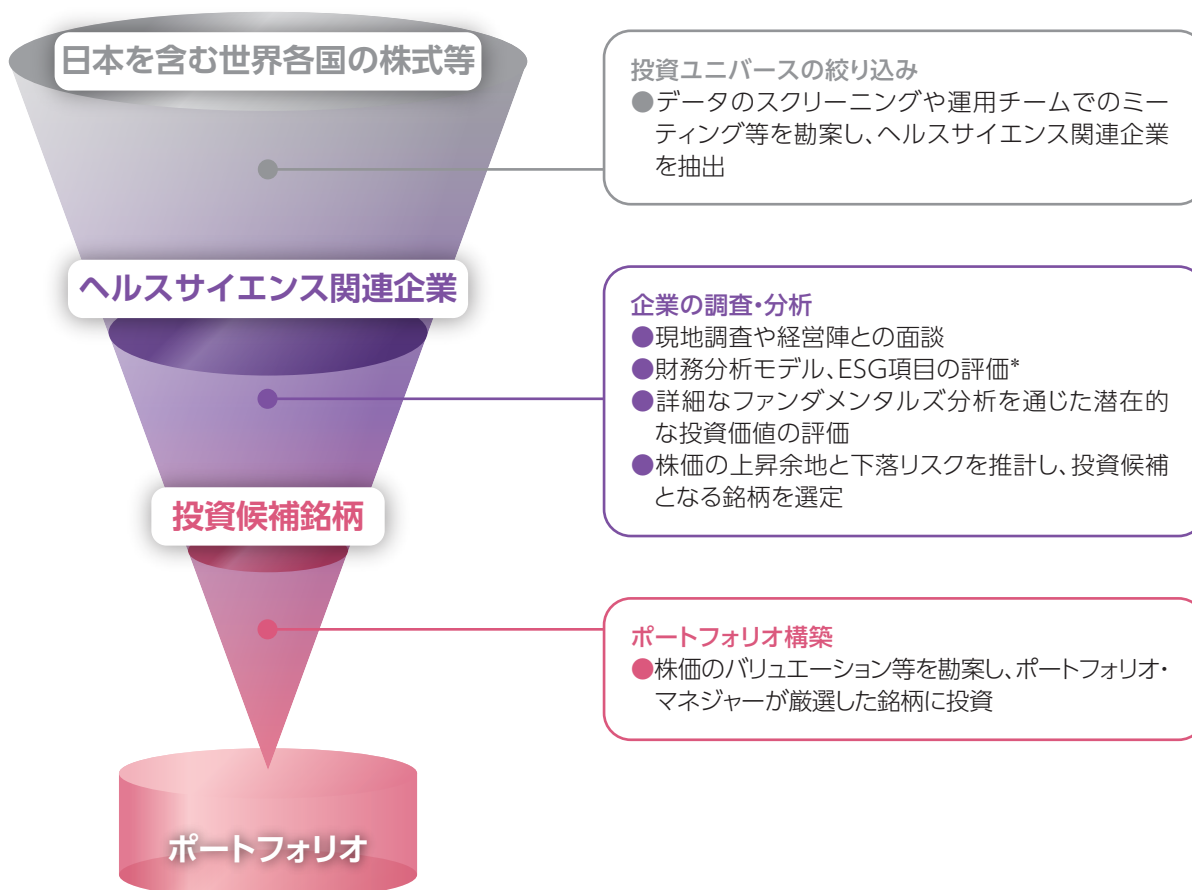 日本を含む世界各国の株式等
投資ユニバースの絞り込み
●データのスクリーニングや運用チームでのミー
ティング等を勘案し、ヘルスサイエンス関連企業
を抽出
ヘルスサイエンス関連企業
企業の調査・分析
●現地調査や経営陣との面談
●財務分析モデル、ESG項目の評価*
●詳細なファンダメンタルズ分析を通じた潜在的
な投資価値の評価
●株価の上昇余地と下落リスクを推計し、投資候補
となる銘柄を選定
投資候補銘柄
ポートフォリオ構築
●株価のバリュエーション等を勘案し、ポートフォリオ・
マネジャーが厳選した銘柄に投資
ポートフォリオ